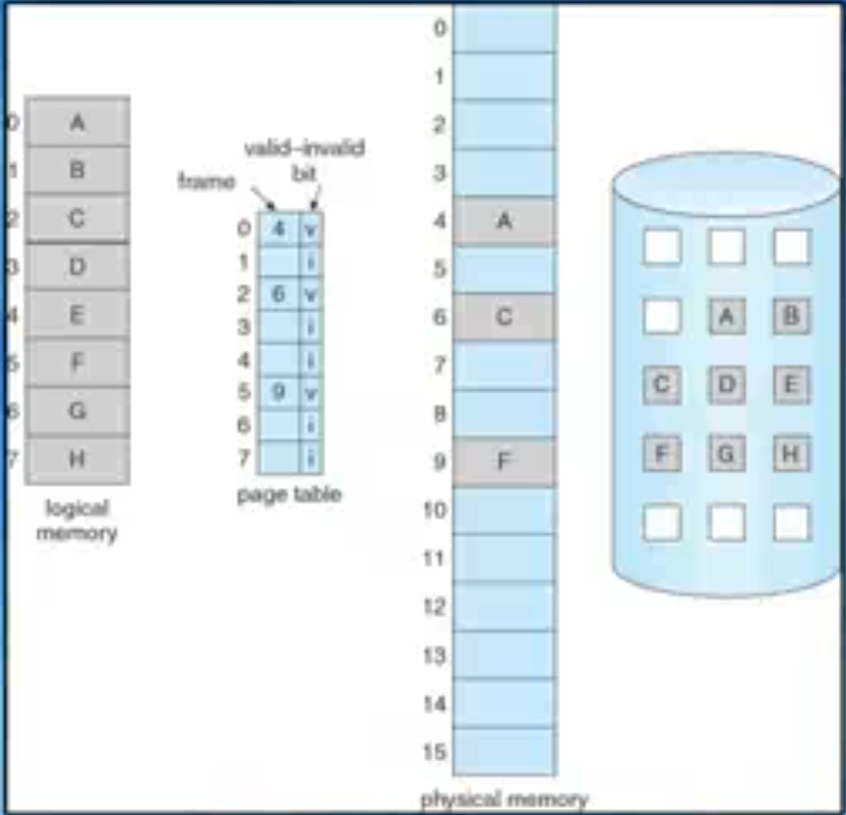 0 A
1 B
2 C
3 D
4 E
5 F
6 G
7 H
logical
memory
valid–invalid
bit
frame
0 4 v
1 i
2 6 v
3 i
4 i
5 9 v
6 i
7 i
page table
0
1
2
3
4 A
5
6 C
7
8
9 F
10
11
12
13
14
15
physical memory
A B
C D E
F G H